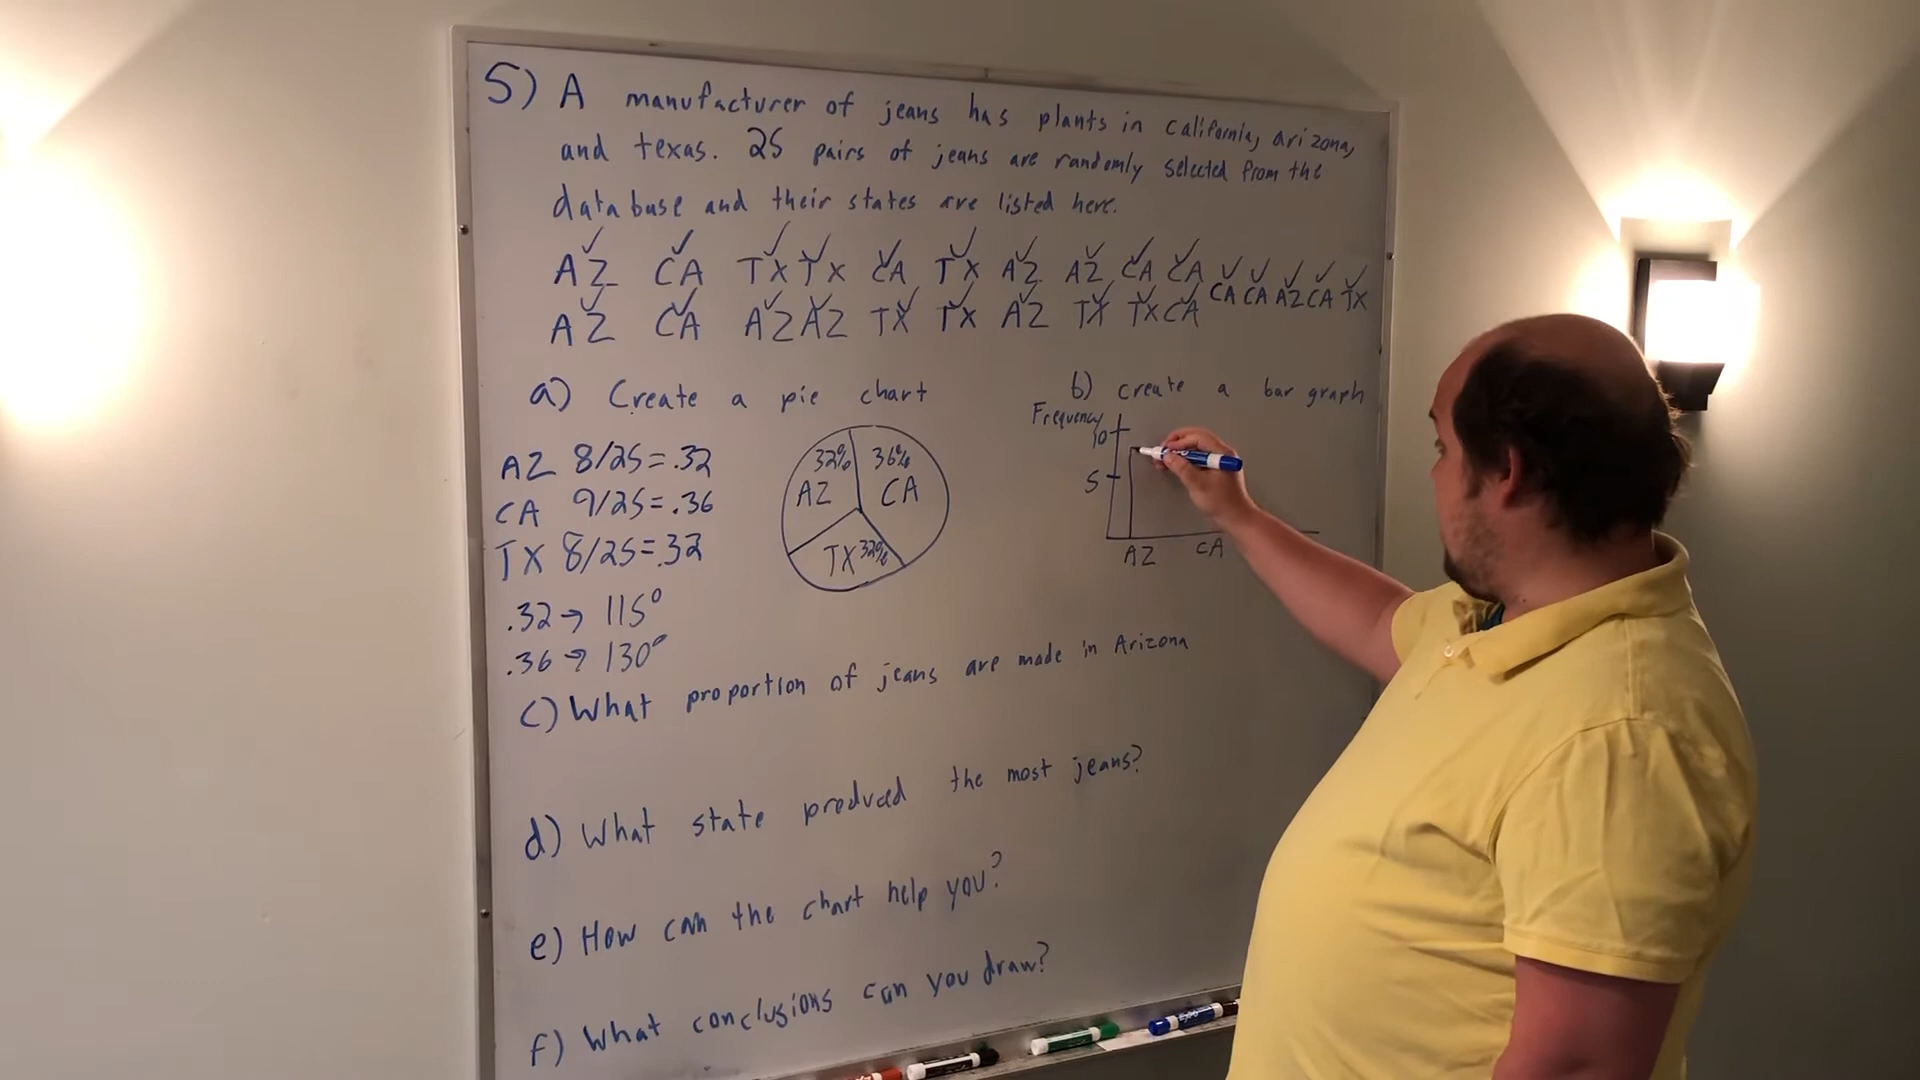 5) A manufacturer of jeans has plants in california, arizona,
and texas. 25 pairs of jeans are randomly selected from the
database and their states are listed here.
AZ CA TX TX CA TX AZ AZ CA CA CA CA AZ CA TX
AZ CA AZ AZ TX TX AZ TX TX CA
a) Create a pie chart
b) create a bar graph
AZ 8/25 = .32
CA 9/25 = .36
TX 8/25 = .32
.32 → 115°
.36 → 130°
32% 36%
AZ CA
TX 32%
Frequency
10
5
AZ CA
c) What proportion of jeans are made in Arizona
d) What state produced the most jeans?
e) How can the chart help you?
f) What conclusions can you draw?